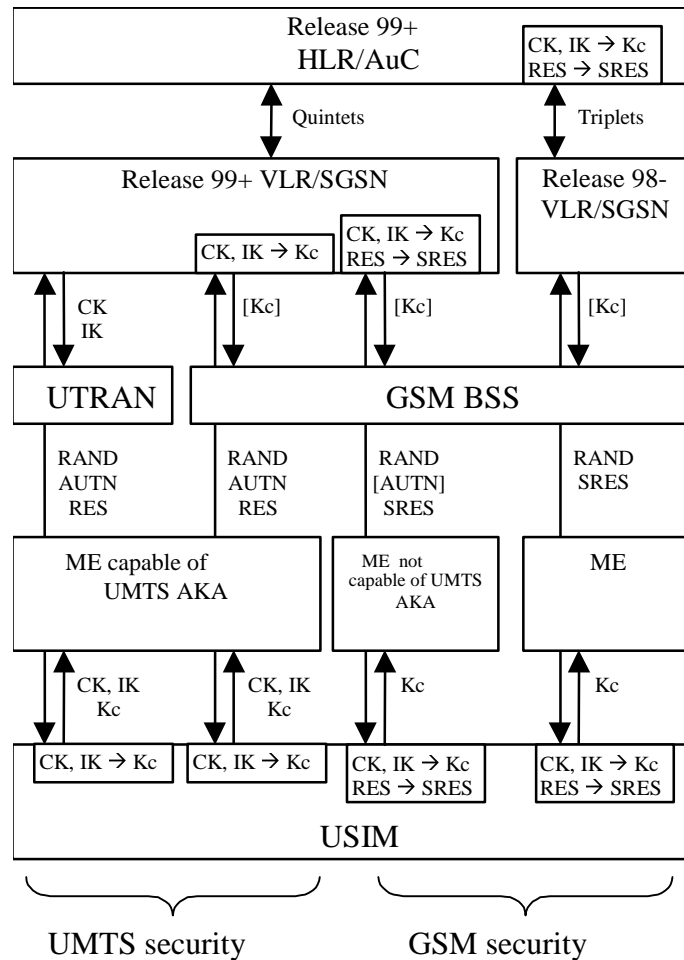 Release 99+
HLR/AuC
CK, IK → Kc
RES → SRES
Quintets
Triplets
Release 99+ VLR/SGSN
Release 98-
VLR/SGSN
CK, IK → Kc
CK, IK → Kc
RES → SRES
CK
IK
[Kc]
[Kc]
[Kc]
UTRAN
GSM BSS
RAND
AUTN
RES
RAND
AUTN
RES
RAND
[AUTN]
SRES
RAND
SRES
ME capable of
UMTS AKA
ME not
capable of UMTS
AKA
ME
CK, IK
Kc
CK, IK
Kc
Kc
Kc
CK, IK → Kc
CK, IK → Kc
CK, IK → Kc
RES → SRES
CK, IK → Kc
RES → SRES
USIM
UMTS security
GSM security